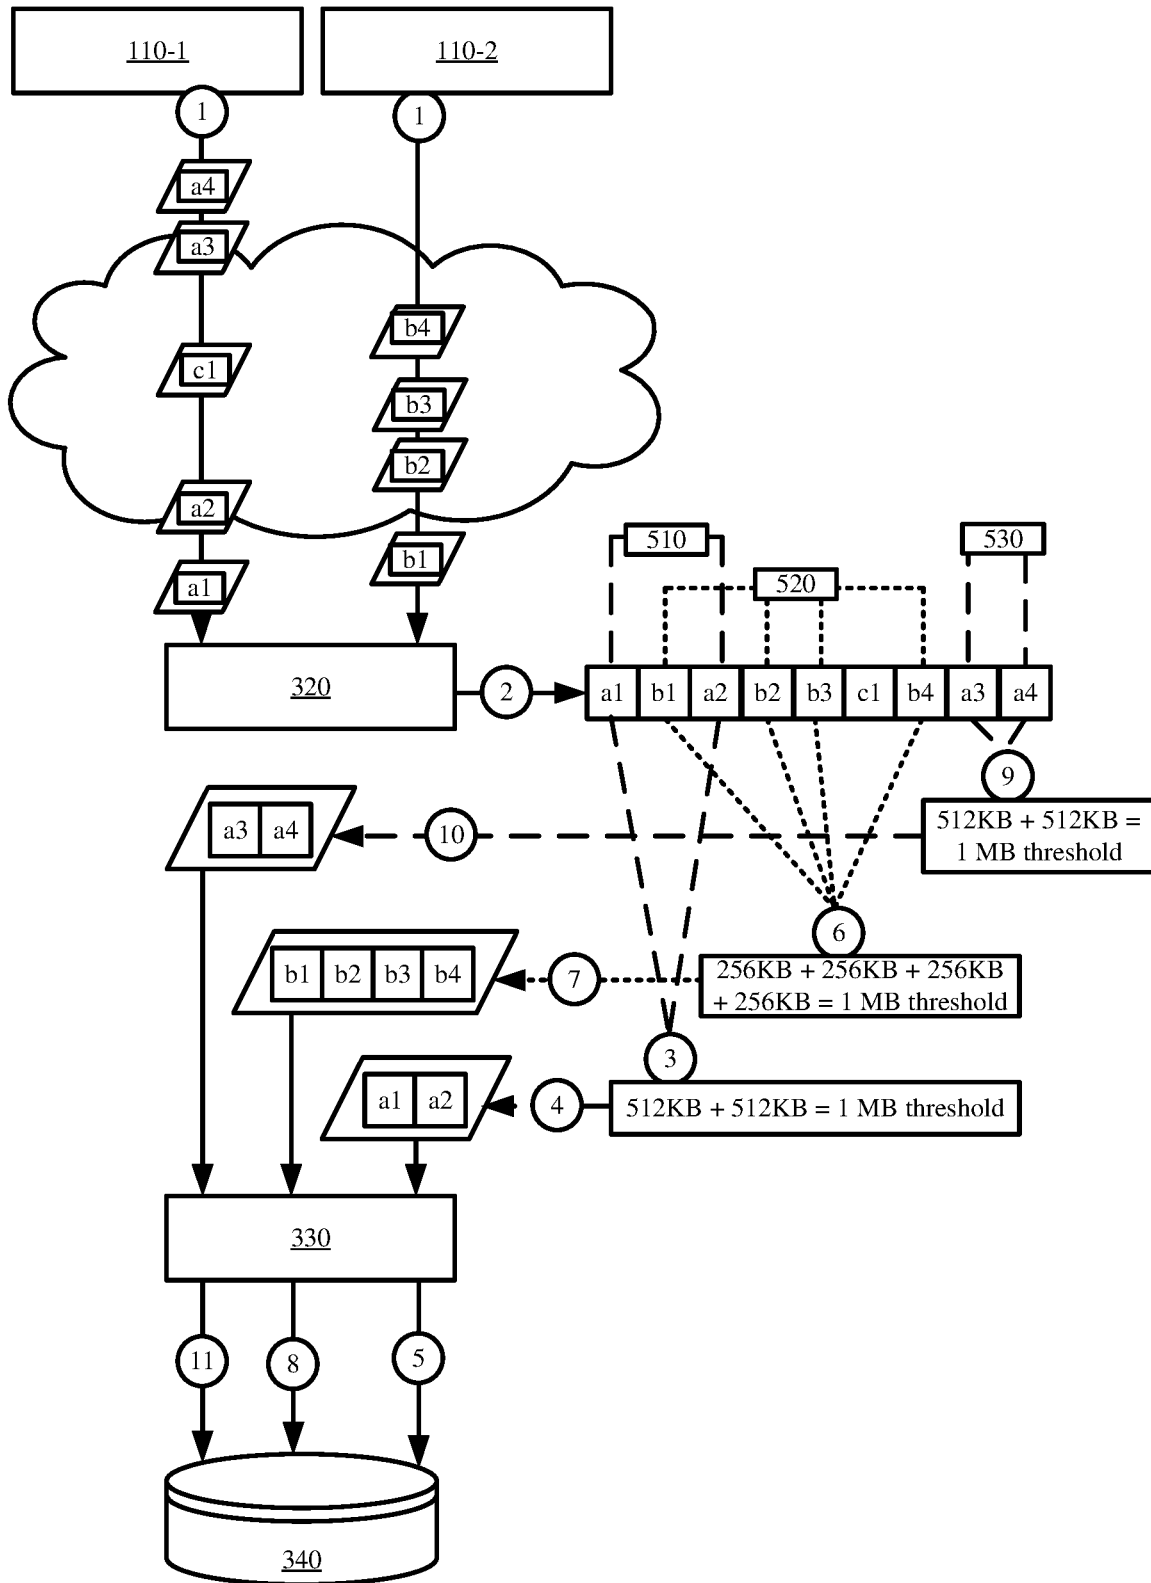 110-1
110-2
1
1
a4
a3
b4
c1
b3
b2
a2
510
530
b1
520
a1
320
2
a1 b1 a2 b2 b3 c1 b4 a3 a4
9
a3 a4
10
512KB + 512KB =
1 MB threshold
6
b1 b2 b3 b4
7
256KB + 256KB + 256KB
+ 256KB = 1 MB threshold
3
a1 a2
4
512KB + 512KB = 1 MB threshold
330
11
8
5
340